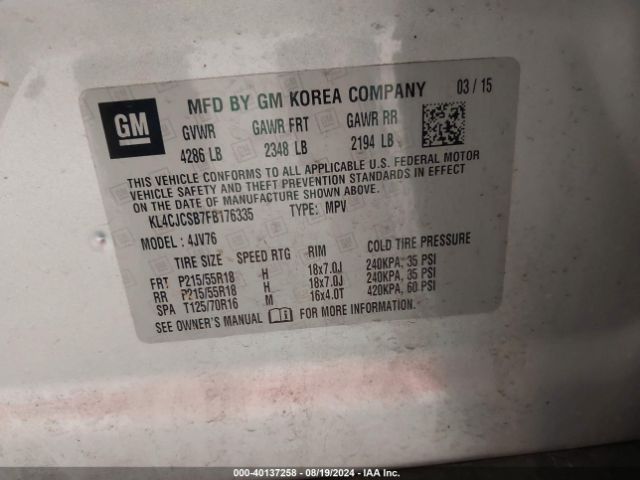 GM
MFD BY GM KOREA COMPANY 03 / 15
GVWR GAWR FRT GAWR RR
4286 LB 2348 LB 2194 LB
THIS VEHICLE CONFORMS TO ALL APPLICABLE U.S. FEDERAL MOTOR
VEHICLE SAFETY AND THEFT PREVENTION STANDARDS IN EFFECT
ON THE DATE OF MANUFACTURE SHOWN ABOVE.
KL4CJCSB7FB176335 TYPE: MPV
MODEL : 4JV76
TIRE SIZE SPEED RTG RIM COLD TIRE PRESSURE
FRT P215/55R18 H 18x7.0J 240KPA, 35 PSI
RR P215/55R18 H 18x7.0J 240KPA, 35 PSI
SPA T125/70R16 M 16x4.0T 420KPA, 60 PSI
SEE OWNER'S MANUAL FOR MORE INFORMATION.
000-40137258 - 08/19/2024 - IAA Inc.